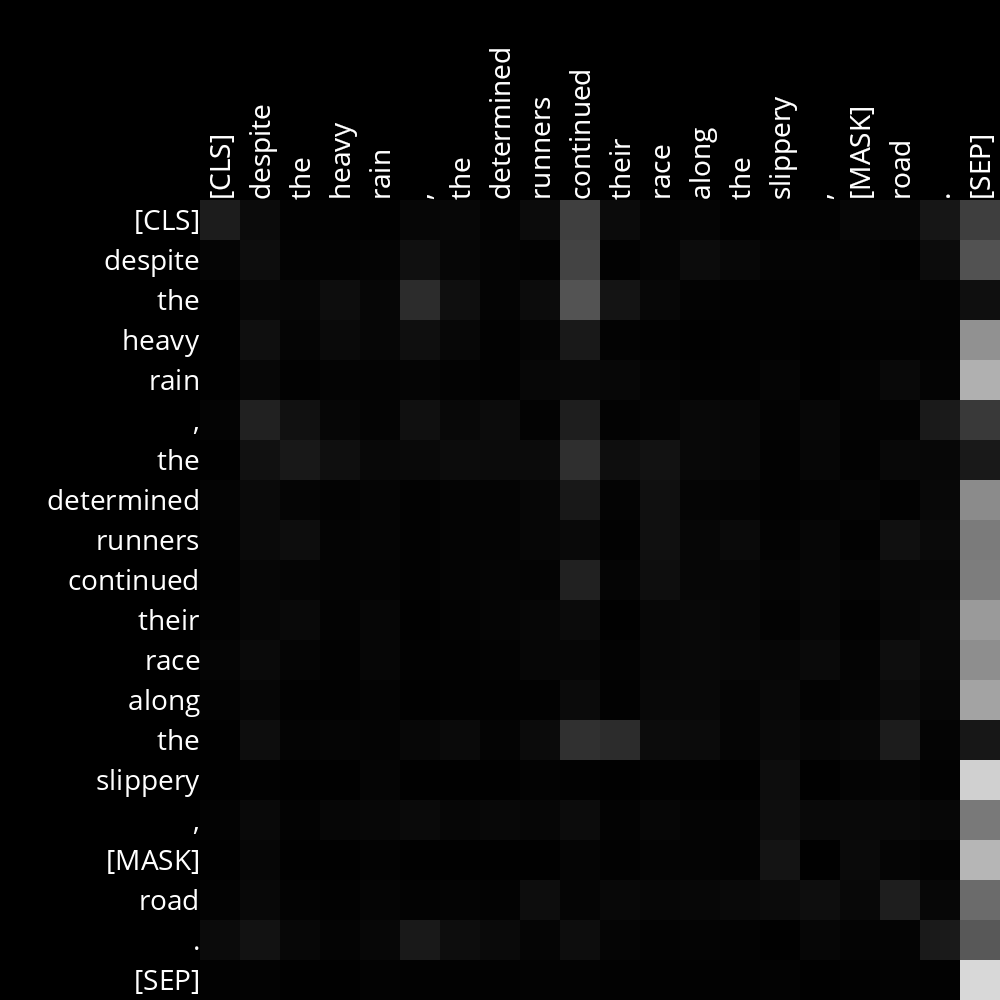 [CLS] despite the heavy rain , the determined runners continued their race along the slippery , [MASK] road . [SEP]
[CLS]
despite
the
heavy
rain
,
the
determined
runners
continued
their
race
along
the
slippery
,
[MASK]
road
.
[SEP]